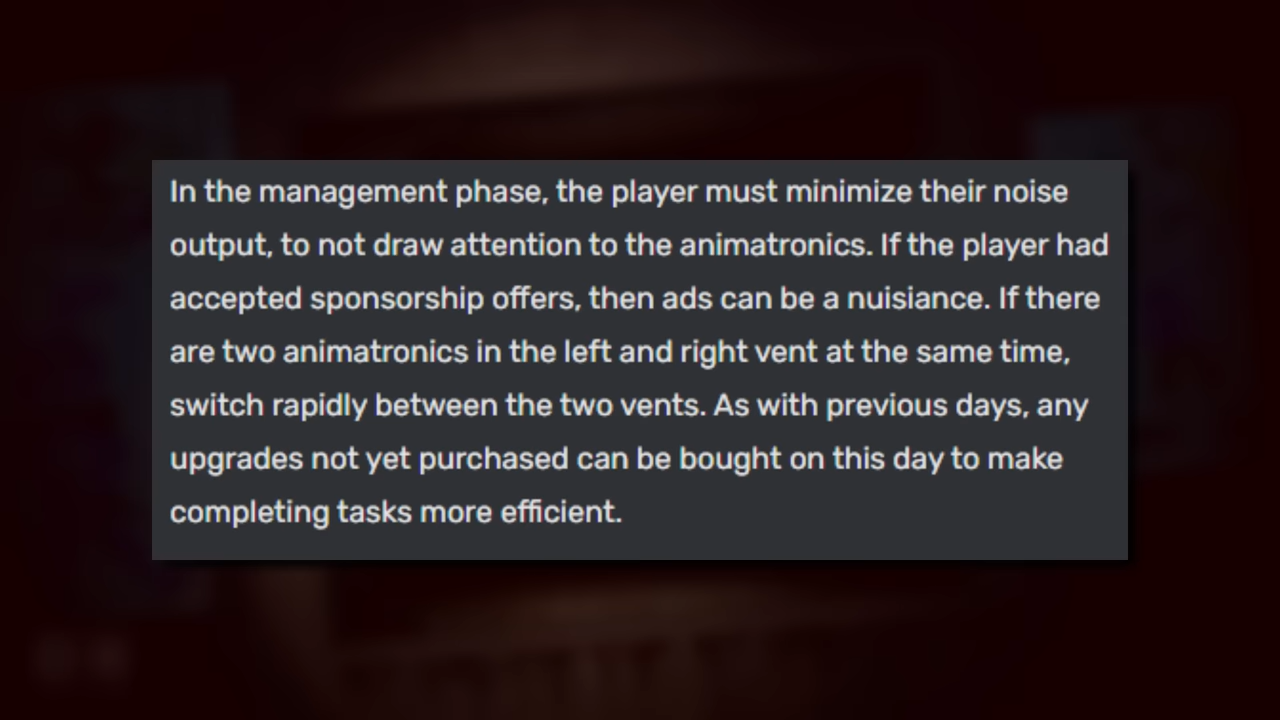 In the management phase, the player must minimize their noise
output, to not draw attention to the animatronics. If the player had
accepted sponsorship offers, then ads can be a nuisiance. If there
are two animatronics in the left and right vent at the same time,
switch rapidly between the two vents. As with previous days, any
upgrades not yet purchased can be bought on this day to make
completing tasks more efficient.